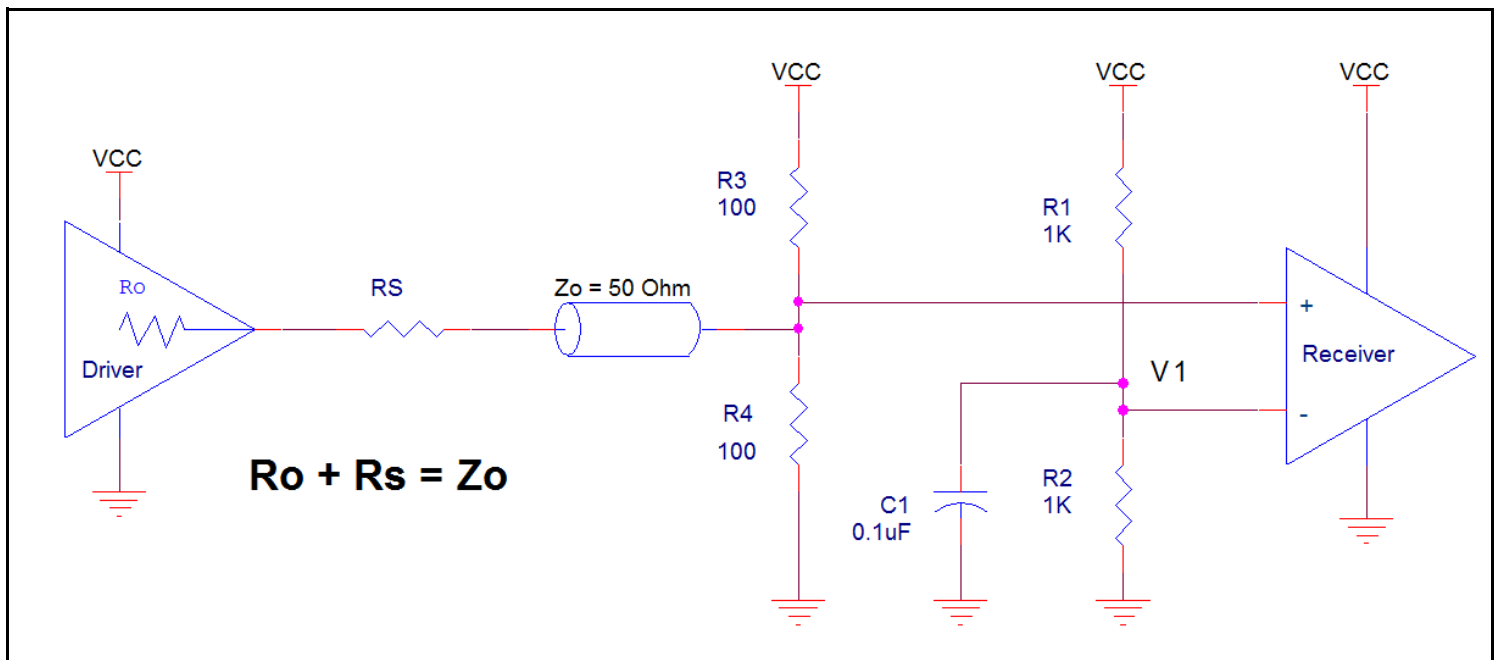 VCC
VCC
VCC
VCC
R3
100
R1
1K
Ro
RS
Zo = 50 Ohm
+
Driver
Receiver
V1
R4
100
-
Ro + Rs = Zo
C1
0.1uF
R2
1K